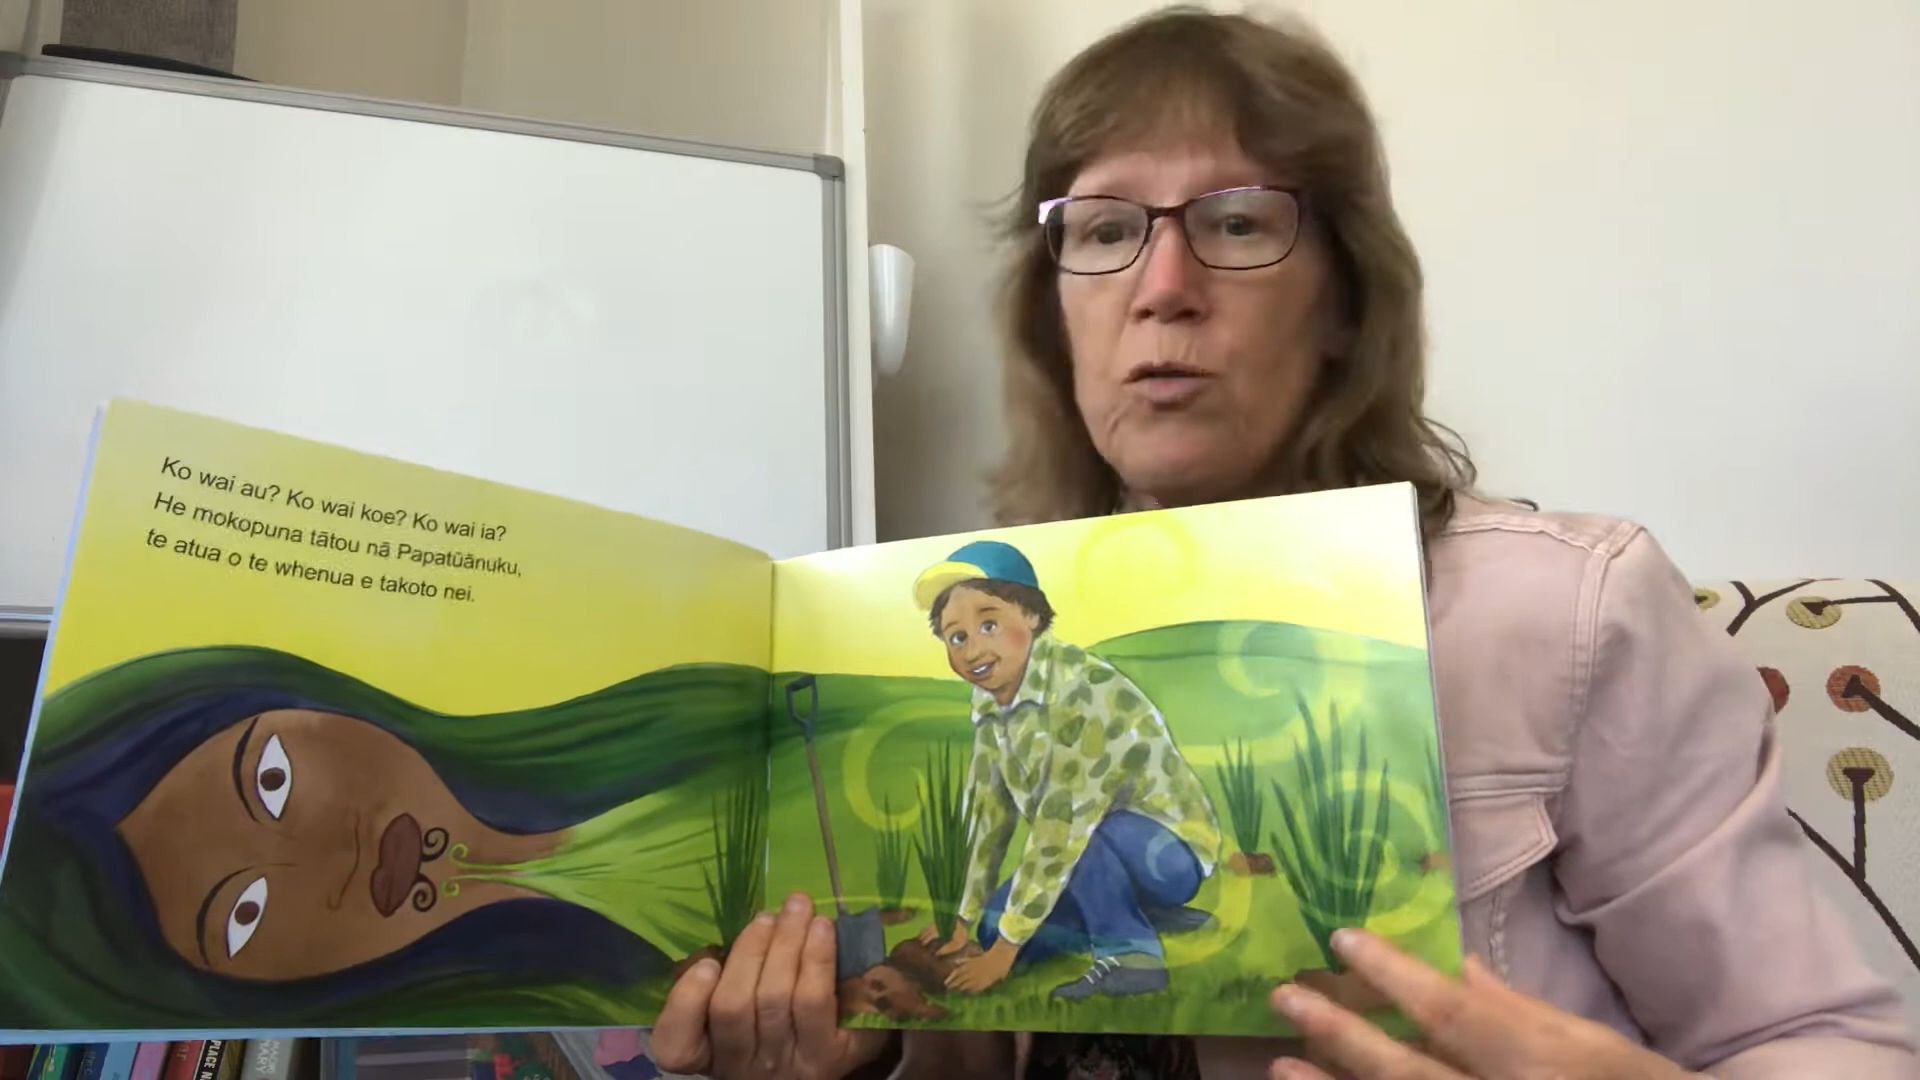 Ko wai au? Ko wai koe? Ko wai ia?
He mokopuna tātou nā Papatūānuku,
te atua o te whenua e takoto nei.
PLACE N